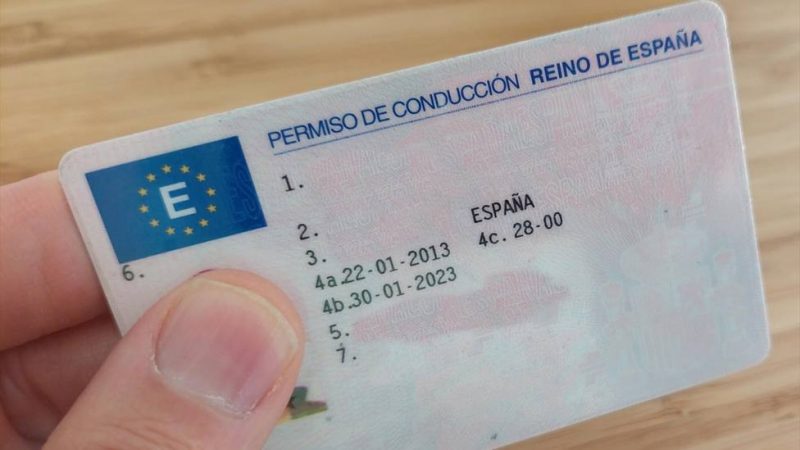 PERMISO DE CONDUCCIÓN REINO DE ESPAÑA
E
1.
2.
3. ESPAÑA
4a.22-01-2013 4c. 28-00
4b.30-01-2023
5.
6.
7.